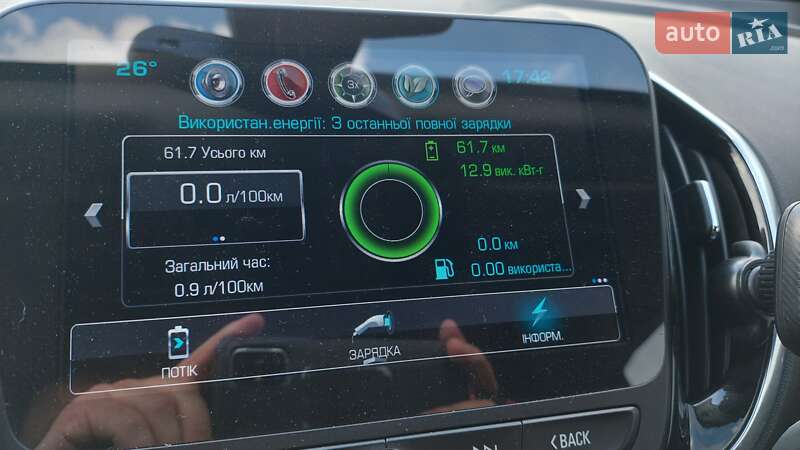 auto RIA.com
26°
3x
17:42
Використан.енергії: З останньої повної зарядки
61.7 Усього км
0.0 л/100км
Загальний час:
0.9 л/100км
61.7 км
12.9 вик. кВт-г
0.0 км
0.00 використа...
ПОТІК
ЗАРЯДКА
ІНФОРМ.
BACK